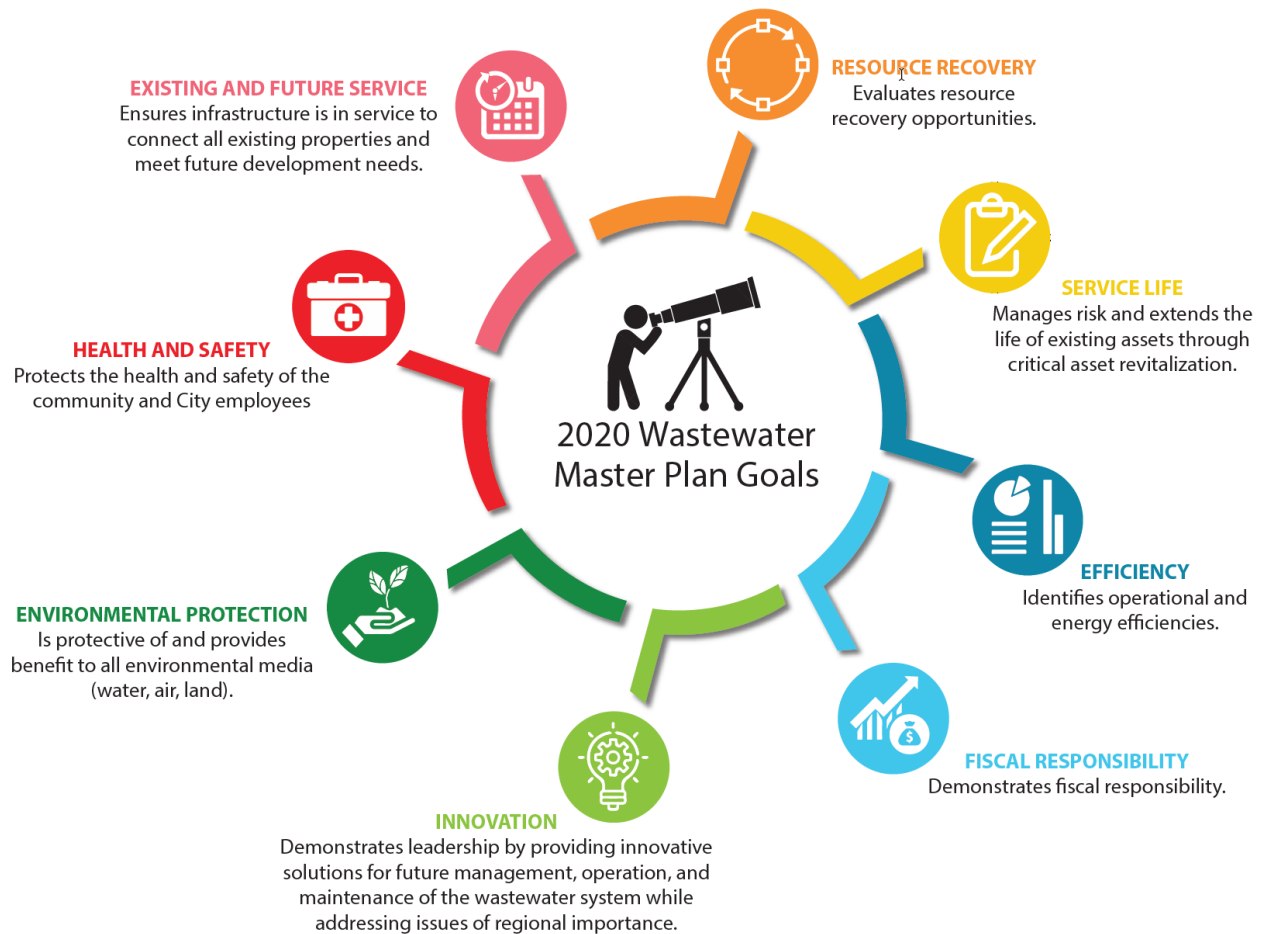 EXISTING AND FUTURE SERVICE
Ensures infrastructure is in service to
connect all existing properties and
meet future development needs.
RESOURCE RECOVERY
Evaluates resource
recovery opportunities.
SERVICE LIFE
Manages risk and extends the
life of existing assets through
critical asset revitalization.
HEALTH AND SAFETY
Protects the health and safety of the
community and City employees
2020 Wastewater
Master Plan Goals
EFFICIENCY
Identifies operational and
energy efficiencies.
ENVIRONMENTAL PROTECTION
Is protective of and provides
benefit to all environmental media
(water, air, land).
$
FISCAL RESPONSIBILITY
Demonstrates fiscal responsibility.
INNOVATION
Demonstrates leadership by providing innovative
solutions for future management, operation, and
maintenance of the wastewater system while
addressing issues of regional importance.